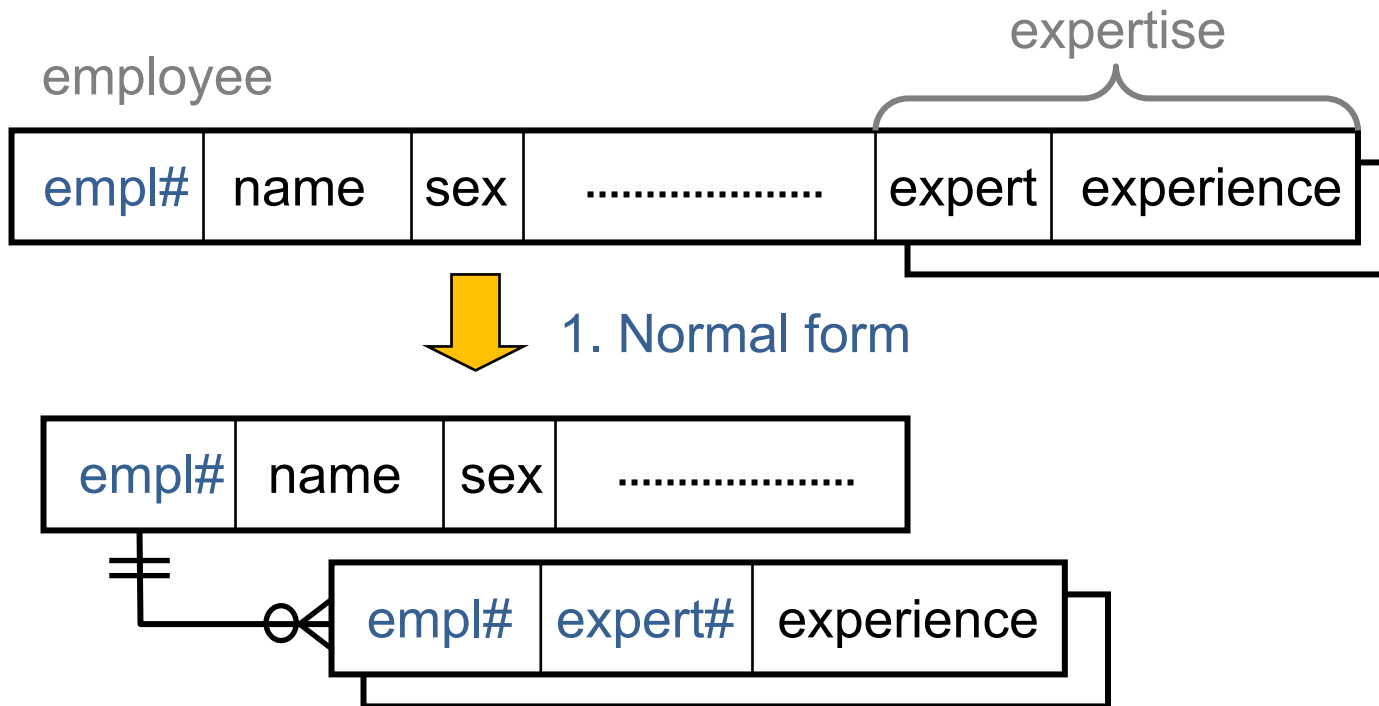 expertise
employee
empl# name sex .................... expert experience
1. Normal form
empl# name sex ....................
empl# expert# experience